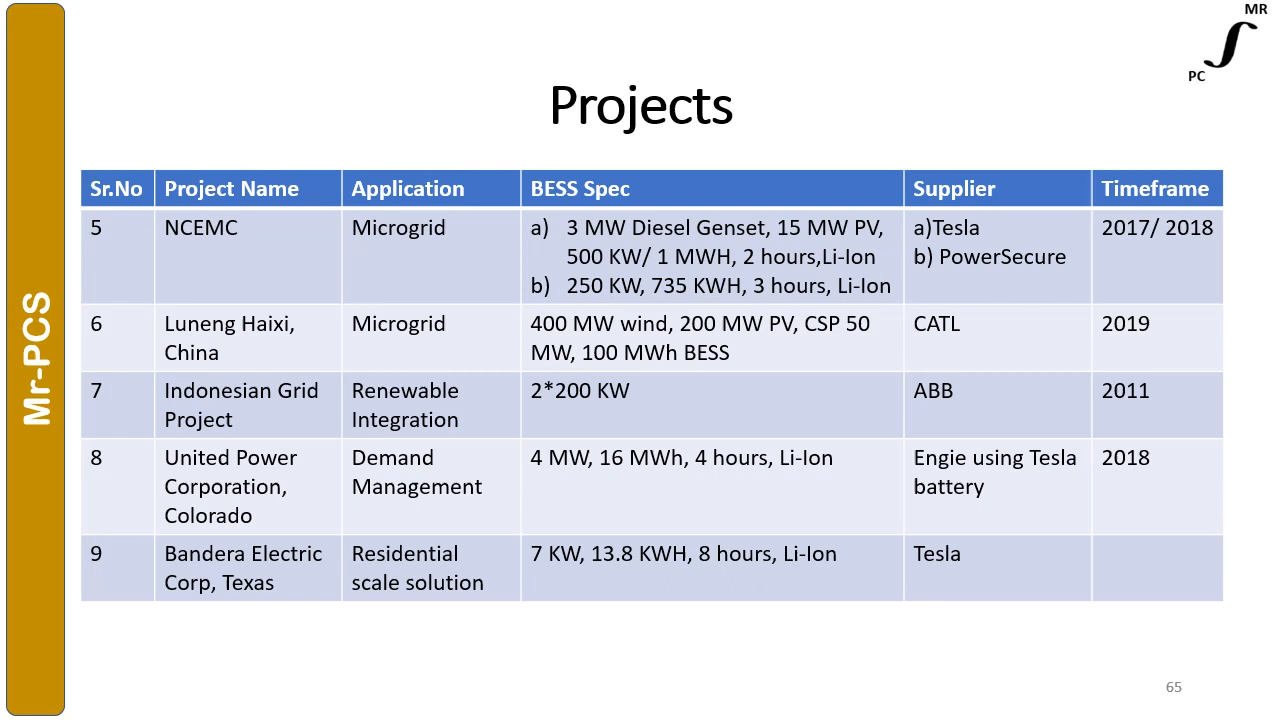 MR
PC
Mr-PCS
Projects
Sr.No Project Name Application BESS Spec Supplier Timeframe
5 NCEMC Microgrid a) 3 MW Diesel Genset, 15 MW PV, a)Tesla 2017/ 2018
500 KW/ 1 MWH, 2 hours,Li-Ion b) PowerSecure
b) 250 KW, 735 KWH, 3 hours, Li-Ion
6 Luneng Haixi, Microgrid 400 MW wind, 200 MW PV, CSP 50 CATL 2019
China MW, 100 MWh BESS
7 Indonesian Grid Renewable 2*200 KW ABB 2011
Project Integration
8 United Power Demand 4 MW, 16 MWh, 4 hours, Li-Ion Engie using Tesla 2018
Corporation, Management battery
Colorado
9 Bandera Electric Residential 7 KW, 13.8 KWH, 8 hours, Li-Ion Tesla
Corp, Texas scale solution
65